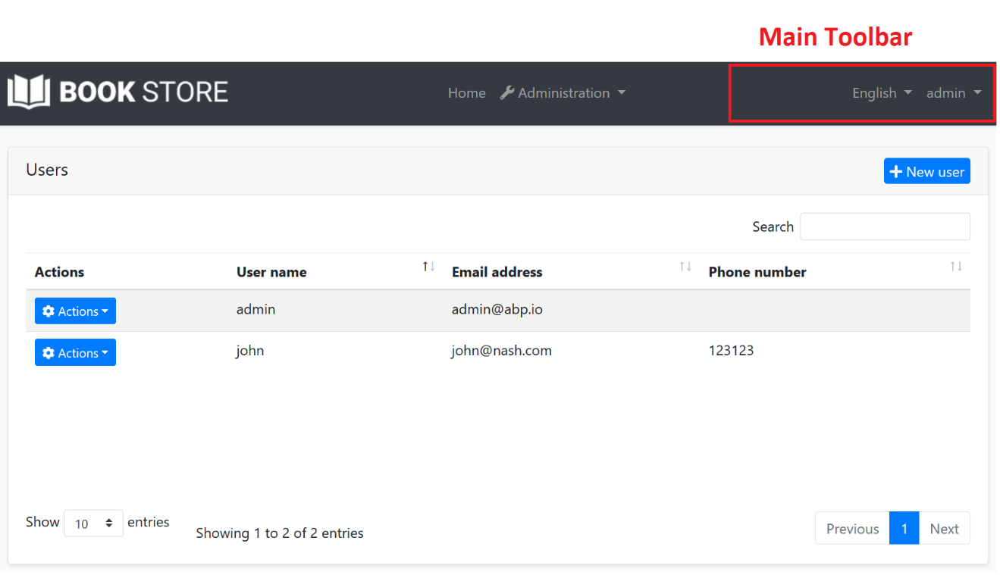 Main Toolbar
BOOK STORE Home Administration English admin
Users New user
Search
Actions User name Email address Phone number
Actions admin admin@abp.io
Actions john john@nash.com 123123
Show 10 entries Showing 1 to 2 of 2 entries Previous 1 Next